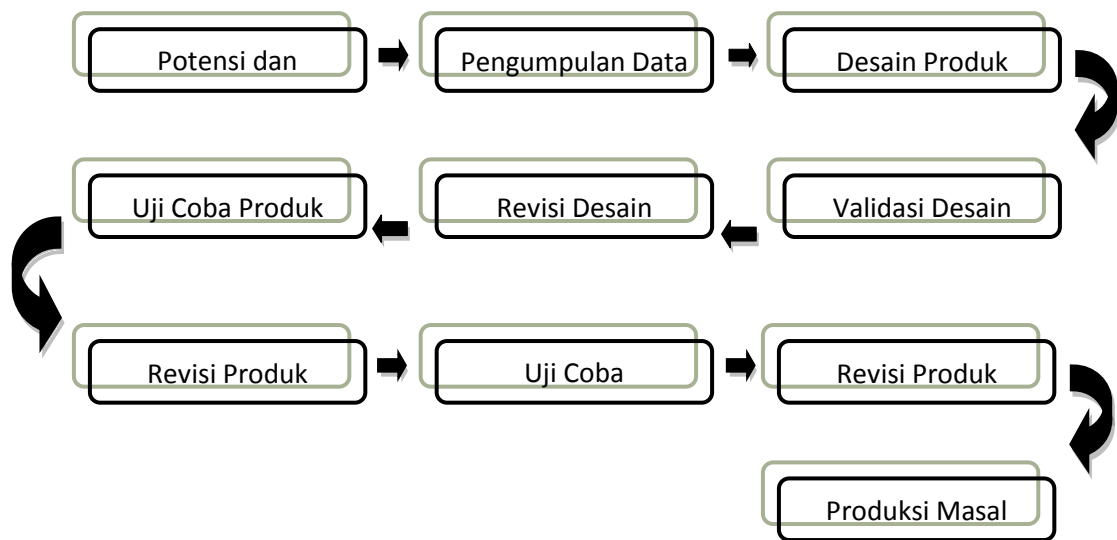 Potensi dan
Pengumpulan Data
Desain Produk
Validasi Desain
Revisi Desain
Uji Coba Produk
Revisi Produk
Uji Coba
Revisi Produk
Produksi Masal